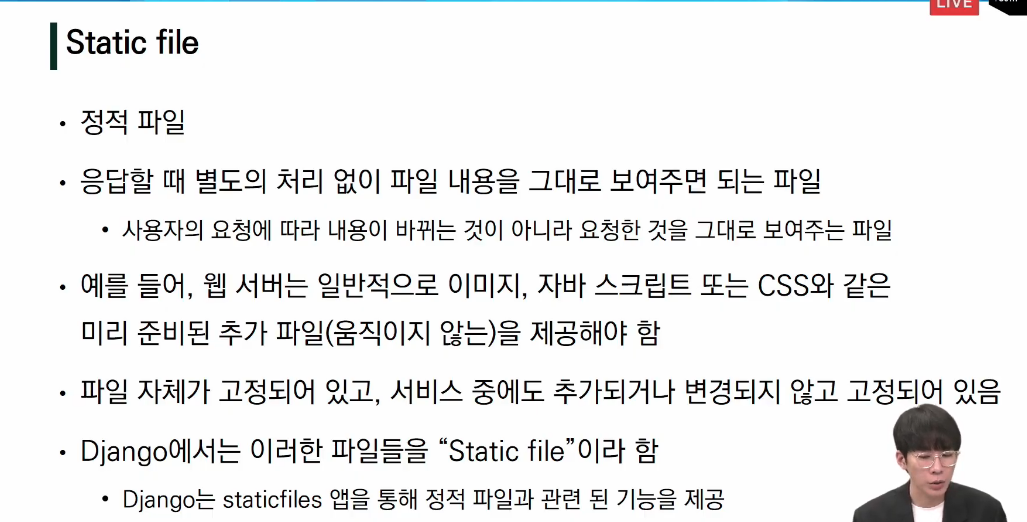 LIVE
Static file
• 정적 파일
• 응답할 때 별도의 처리 없이 파일 내용을 그대로 보여주면 되는 파일
• 사용자의 요청에 따라 내용이 바뀌는 것이 아니라 요청한 것을 그대로 보여주는 파일
• 예를 들어, 웹 서버는 일반적으로 이미지, 자바 스크립트 또는 CSS와 같은
미리 준비된 추가 파일(움직이지 않는)을 제공해야 함
• 파일 자체가 고정되어 있고, 서비스 중에도 추가되거나 변경되지 않고 고정되어 있음
• Django에서는 이러한 파일들을 “Static file”이라 함
• Django는 staticfiles 앱을 통해 정적 파일과 관련 된 기능을 제공